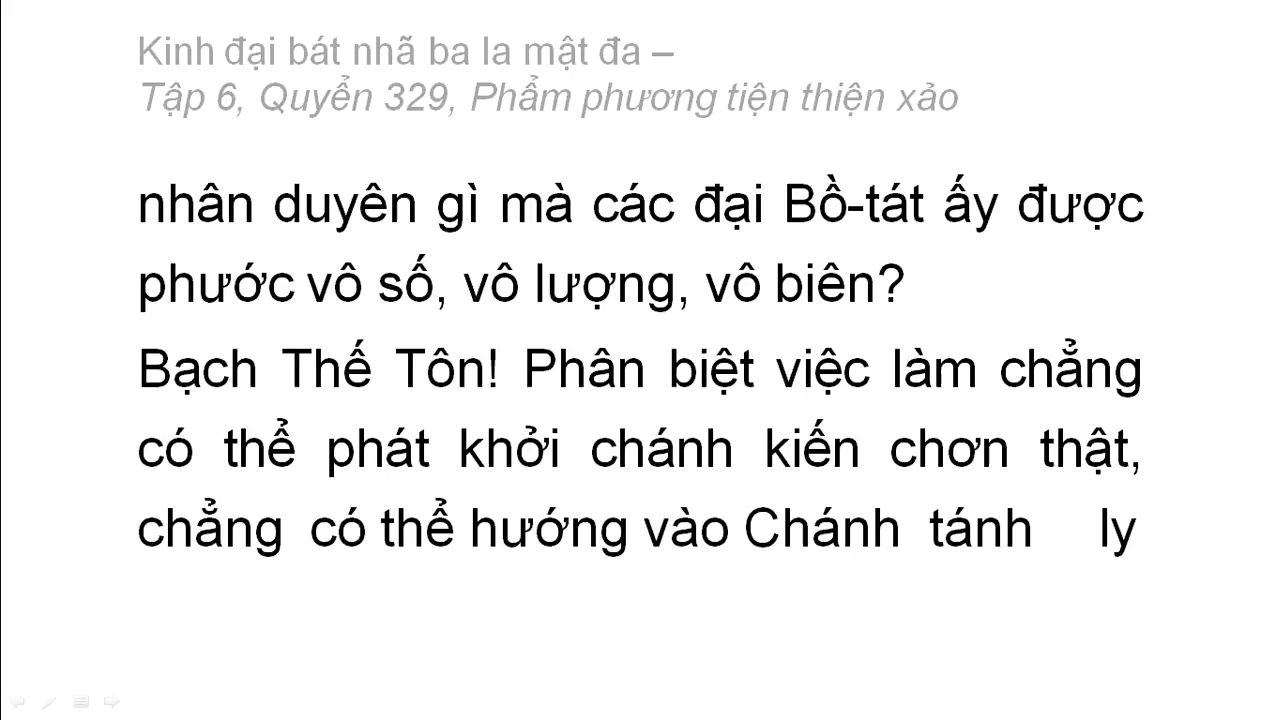 Kinh đại bát nhã ba la mật đa –
Tập 6, Quyển 329, Phẩm phương tiện thiện xảo
nhân duyên gì mà các đại Bồ-tát ấy được
phước vô số, vô lượng, vô biên?
Bạch Thế Tôn! Phân biệt việc làm chẳng
có thể phát khởi chánh kiến chơn thật,
chẳng có thể hướng vào Chánh tánh ly